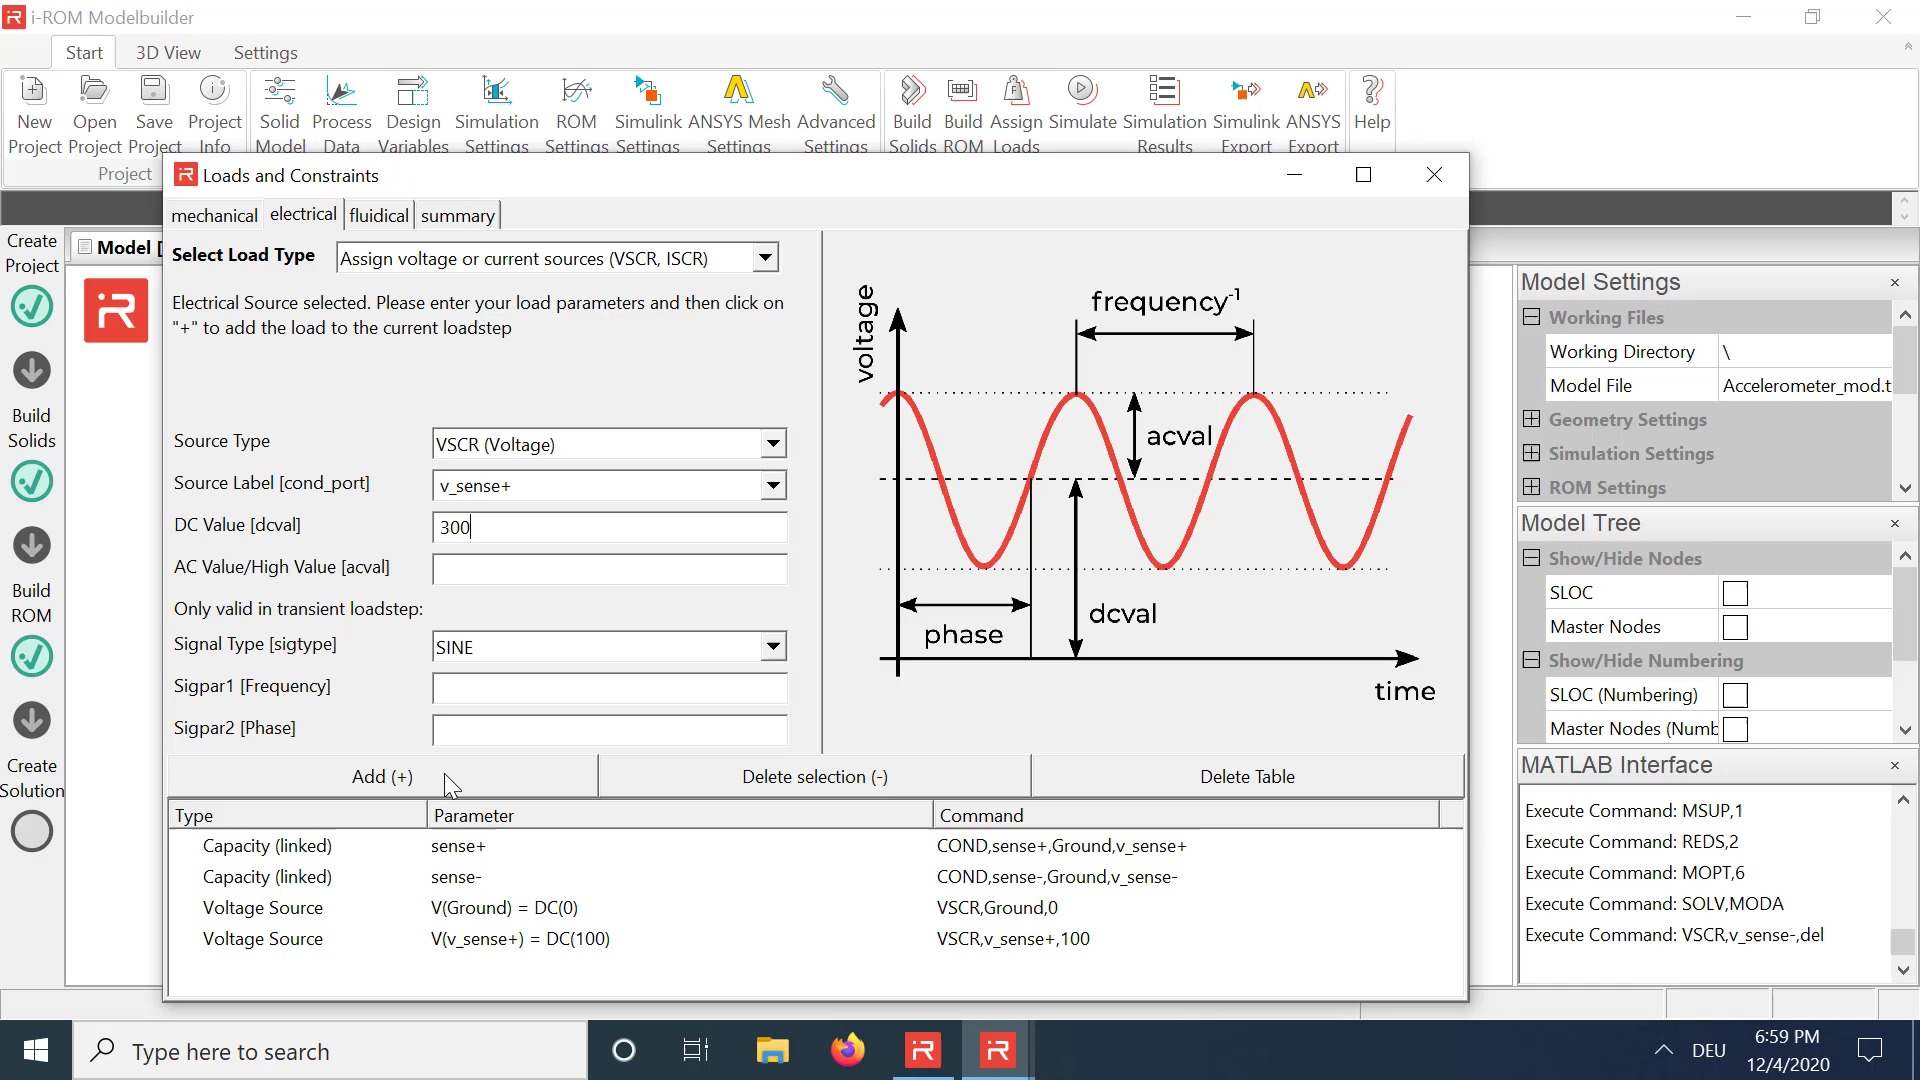 i-ROM Modelbuilder
Start
3D View
Settings
New Project
Open Project
Save Project
Project Info
Solid Model
Process Data
Design Variables
Simulation Settings
ROM Settings
Simulink Settings
ANSYS Mesh Settings
Advanced Settings
Build Solids
Build ROM
Assign Loads
Simulate
Simulation Results
Simulink Export
ANSYS Export
Help
Project
Create Project
Build Solids
Build ROM
Create Solution
Model [
Loads and Constraints
mechanical
electrical
fluidical
summary
Select Load Type
Assign voltage or current sources (VSCR, ISCR)
Electrical Source selected. Please enter your load parameters and then click on
"+" to add the load to the current loadstep
Source Type
VSCR (Voltage)
Source Label [cond_port]
v_sense+
DC Value [dcval]
300
AC Value/High Value [acval]
Only valid in transient loadstep:
Signal Type [sigtype]
SINE
Sigpar1 [Frequency]
Sigpar2 [Phase]
voltage
frequency-1
acval
dcval
phase
time
Add (+)
Delete selection (-)
Delete Table
Type
Parameter
Command
Capacity (linked)
sense+
COND,sense+,Ground,v_sense+
Capacity (linked)
sense-
COND,sense-,Ground,v_sense-
Voltage Source
V(Ground) = DC(0)
VSCR,Ground,0
Voltage Source
V(v_sense+) = DC(100)
VSCR,v_sense+,100
Model Settings
Working Files
Working Directory
\
Model File
Accelerometer_mod.t
Geometry Settings
Simulation Settings
ROM Settings
Model Tree
Show/Hide Nodes
SLOC
Master Nodes
Show/Hide Numbering
SLOC (Numbering)
Master Nodes (Numb
MATLAB Interface
Execute Command: MSUP,1
Execute Command: REDS,2
Execute Command: MOPT,6
Execute Command: SOLV,MODA
Execute Command: VSCR,v_sense-,del
Type here to search
DEU
6:59 PM
12/4/2020